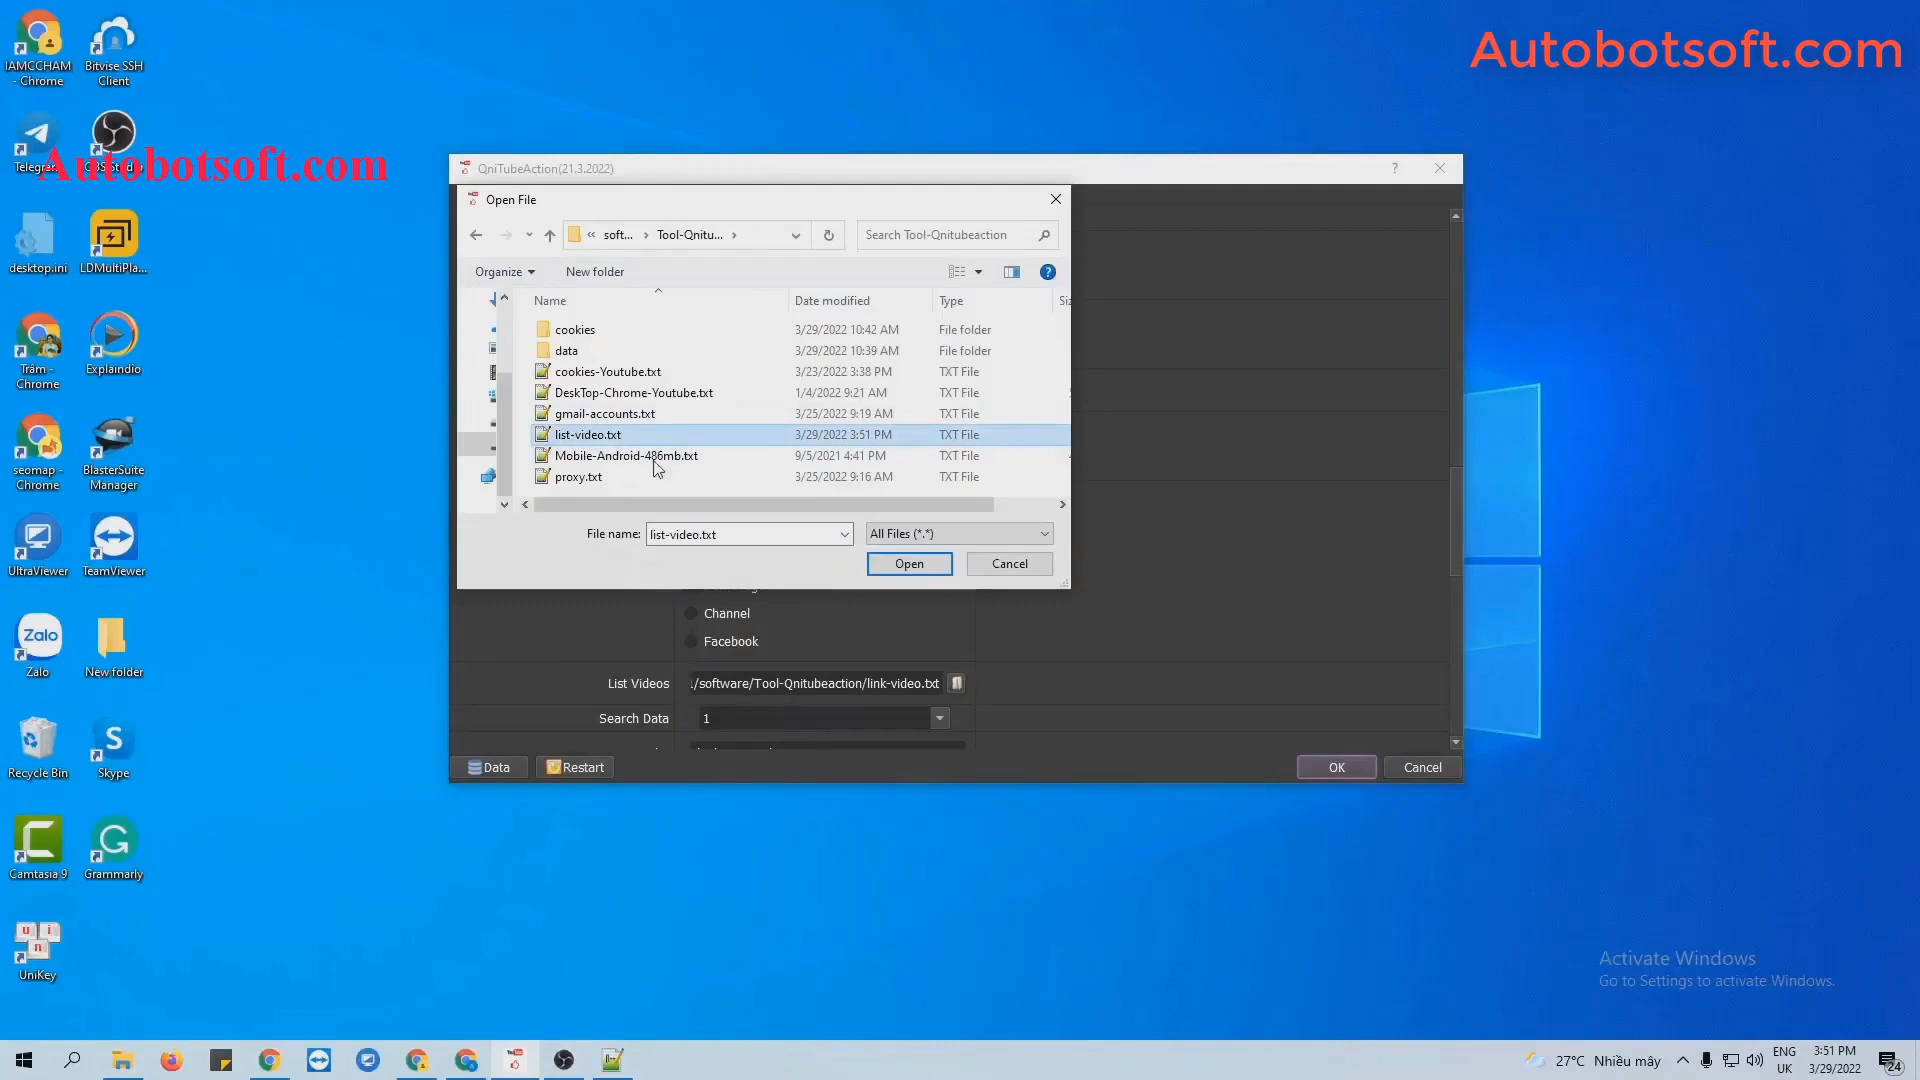 Autobotsoft.com
Autobotsoft.com
IAMCCHAM
- Chrome
Bitvise SSH
Client
desktop.ini
LDMultiPla...
Trâm -
Chrome
Explaindio
seomap -
Chrome
BlasterSuite
Manager
UltraViewer
TeamViewer
Zalo
Zalo
New folder
Recycle Bin
Skype
Camtasia 9
Grammarly
UniKey
QniTubeAction(21.3.2022)
?
Open File
« soft... › Tool-Qnitu... ›
Search Tool-Qnitubeaction
Organize
New folder
Name
Date modified
Type
cookies
3/29/2022 10:42 AM
File folder
data
3/29/2022 10:39 AM
File folder
cookies-Youtube.txt
3/23/2022 3:38 PM
TXT File
DeskTop-Chrome-Youtube.txt
1/4/2022 9:21 AM
TXT File
gmail-accounts.txt
3/25/2022 9:19 AM
TXT File
list-video.txt
3/29/2022 3:51 PM
TXT File
Mobile-Android-486mb.txt
9/5/2021 4:41 PM
TXT File
proxy.txt
3/25/2022 9:16 AM
TXT File
File name:
list-video.txt
All Files (*.*)
Open
Cancel
Channel
Facebook
List Videos
/software/Tool-Qnitubeaction/link-video.txt
Search Data
1
Data
Restart
OK
Cancel
Activate Windows
Go to Settings to activate Windows.
27°C Nhiều mây
ENG
UK
3:51 PM
3/29/2022
24